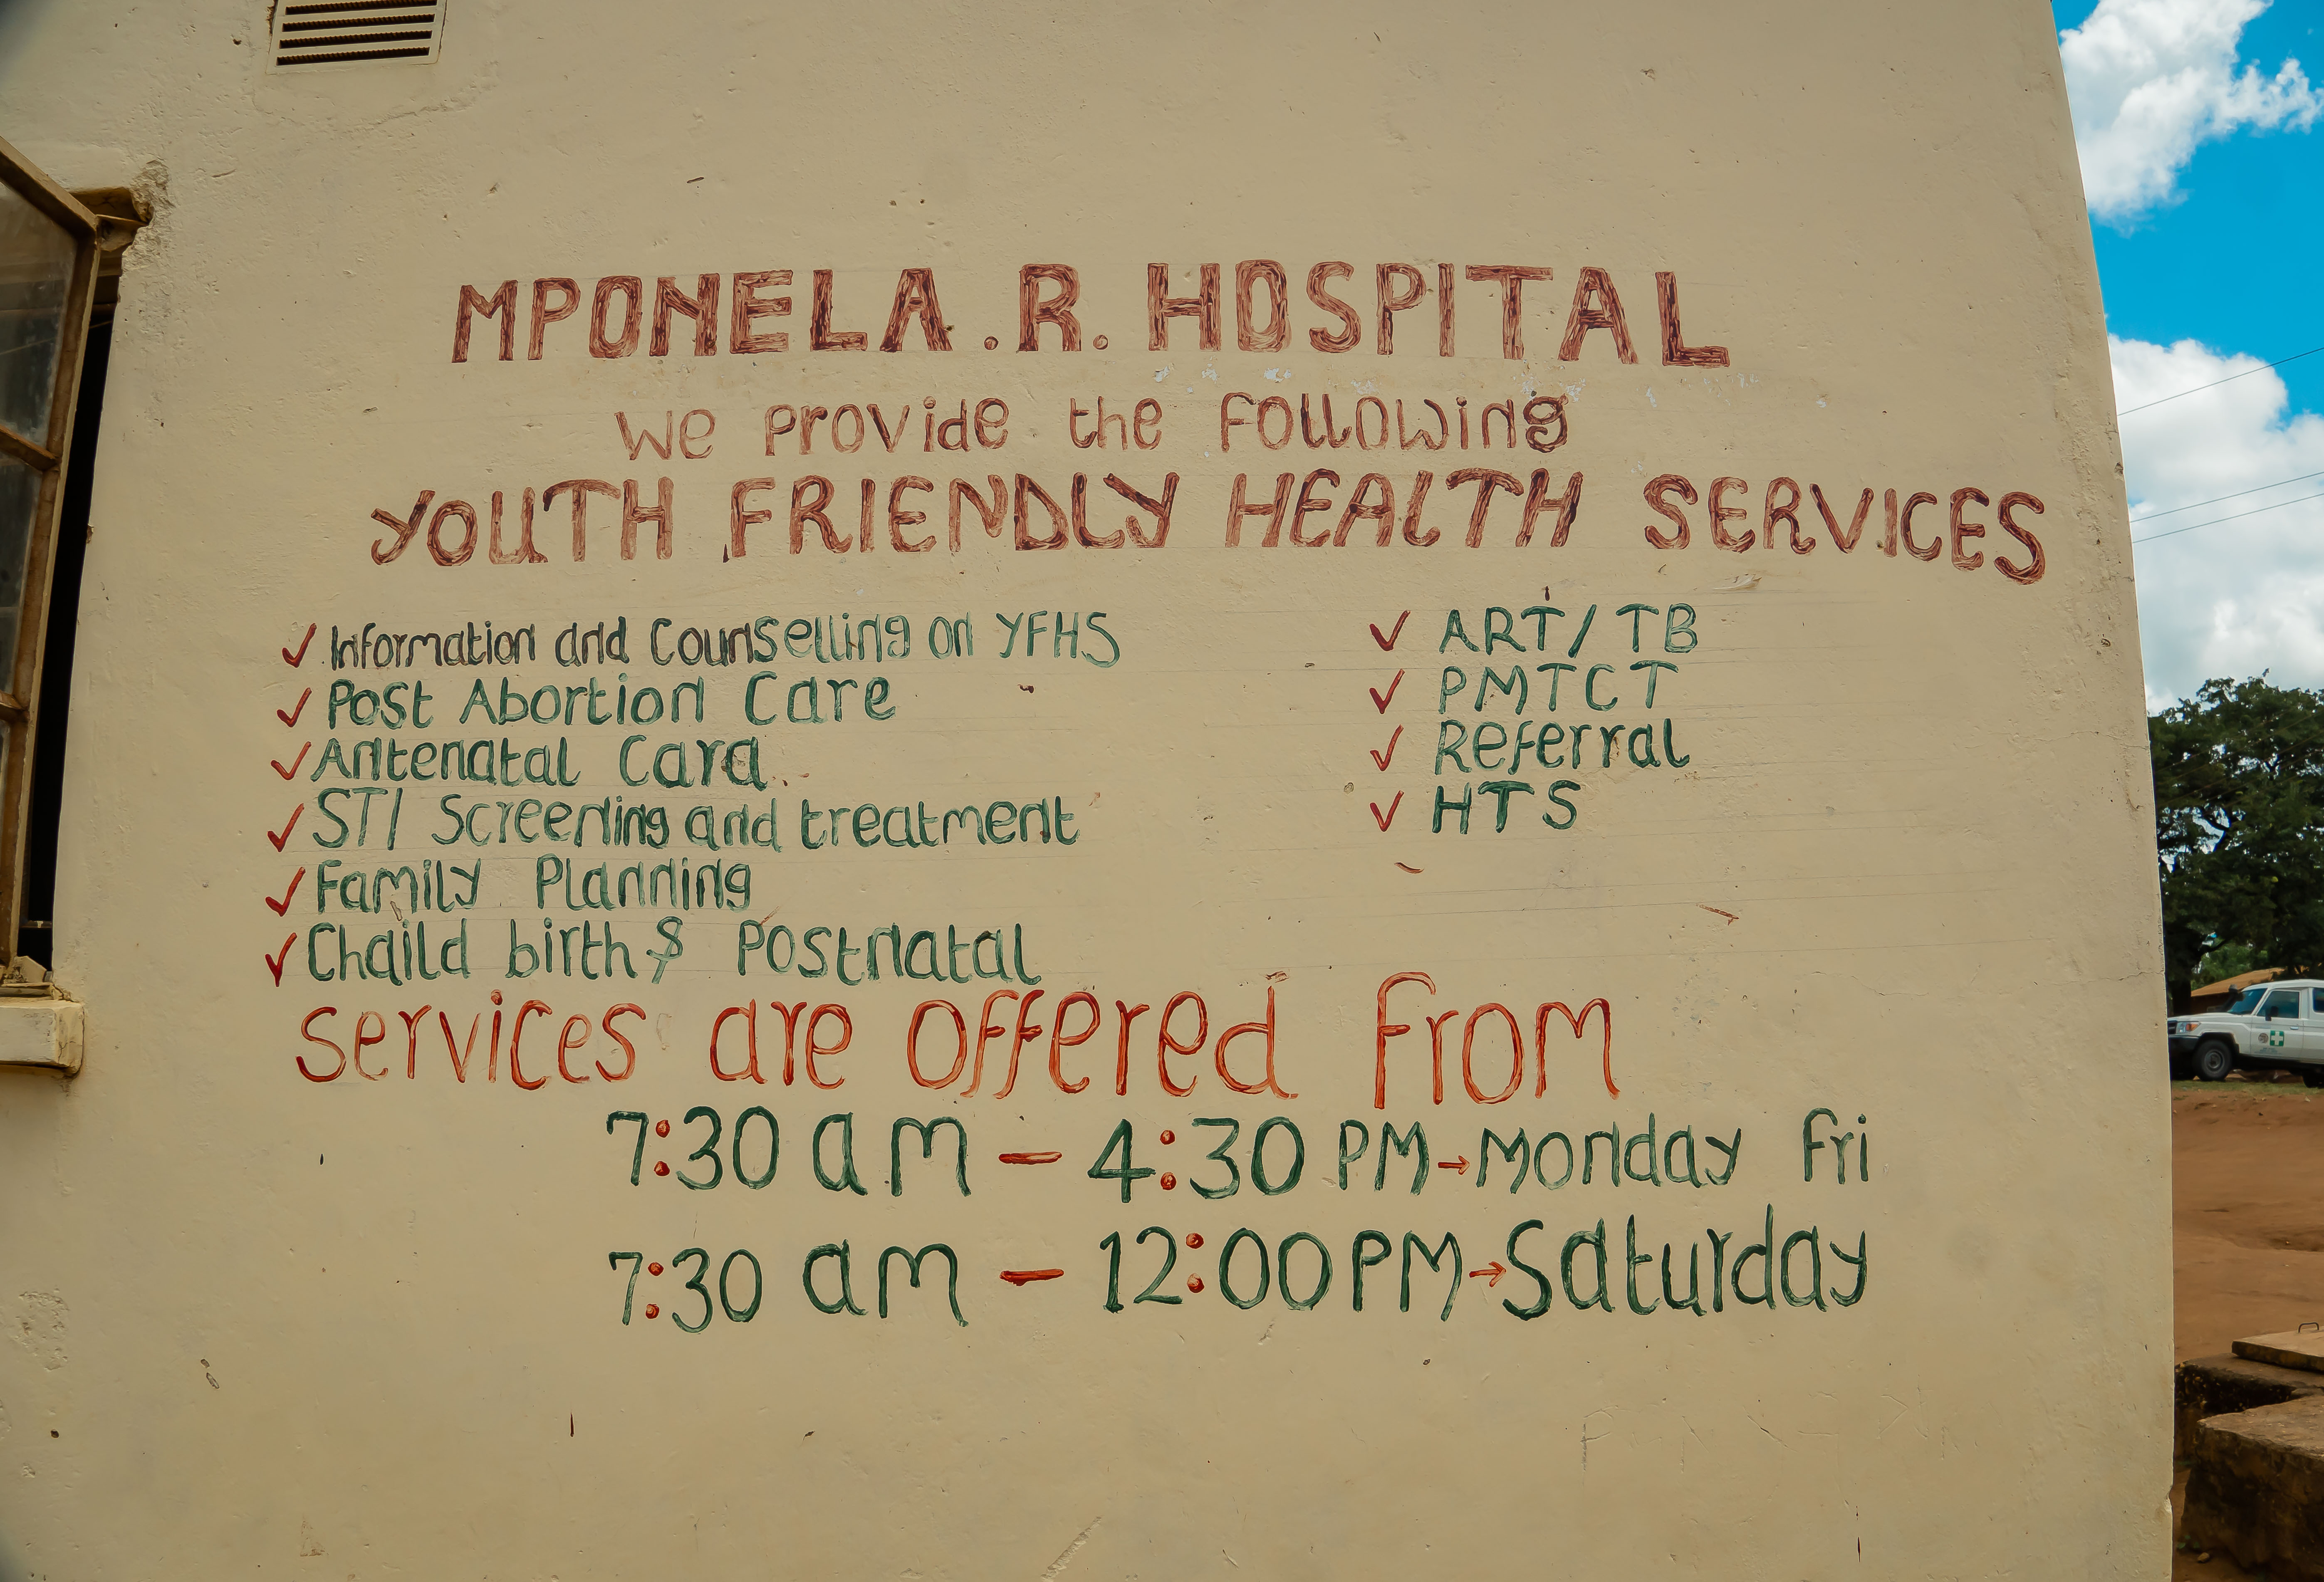 MPONELA .R. HOSPITAL
We provide the Following
YOUTH FRIENDLY HEALTH SERVICES
✓ Information and Counselling on YFHS
✓ Post Abortion Care
✓ Antenatal Cara
✓ STI Screening and treatment
✓ Family Planning
✓ Chaild birth & Postnatal
✓ ART/TB
✓ PMTCT
✓ Referral
✓ HTS
services are offered from
7:30 am – 4:30 PM→Monday Fri
7:30 am – 12:00 PM→Saturday